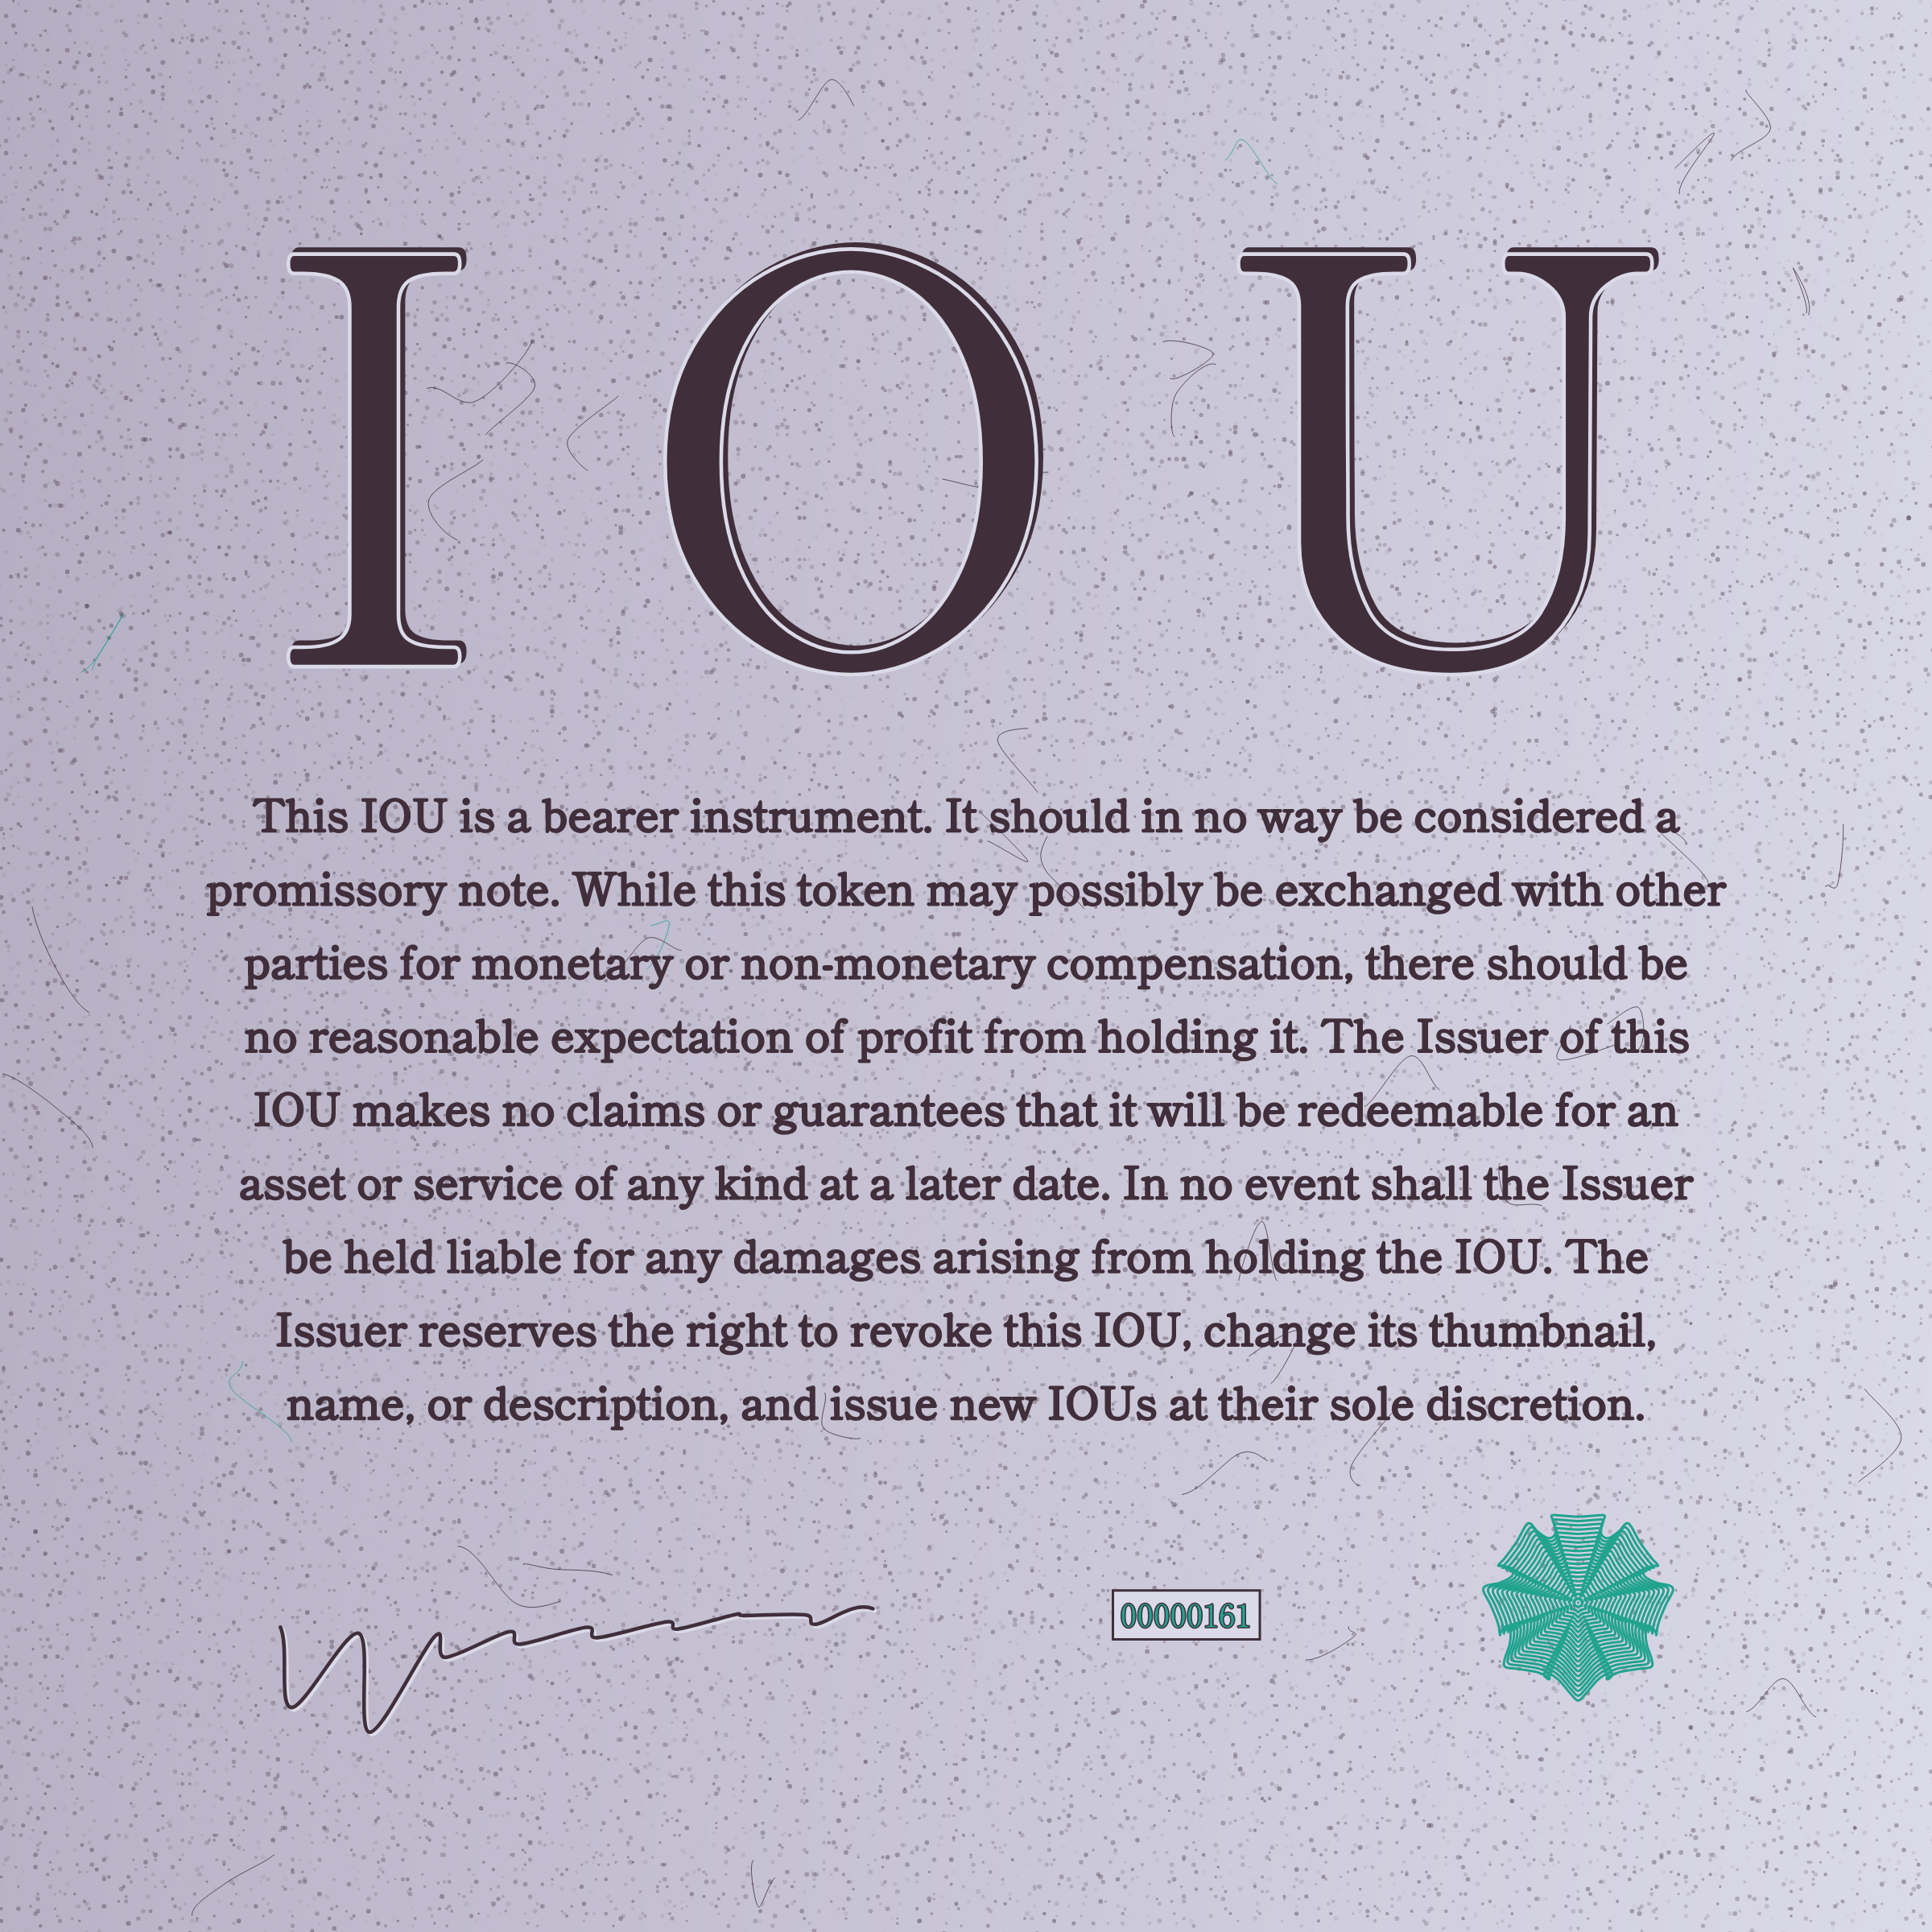 I O U
This IOU is a bearer instrument. It should in no way be considered a
promissory note. While this token may possibly be exchanged with other
parties for monetary or non-monetary compensation, there should be
no reasonable expectation of profit from holding it. The Issuer of this
IOU makes no claims or guarantees that it will be redeemable for an
asset or service of any kind at a later date. In no event shall the Issuer
be held liable for any damages arising from holding the IOU. The
Issuer reserves the right to revoke this IOU, change its thumbnail,
name, or description, and issue new IOUs at their sole discretion.
00000161